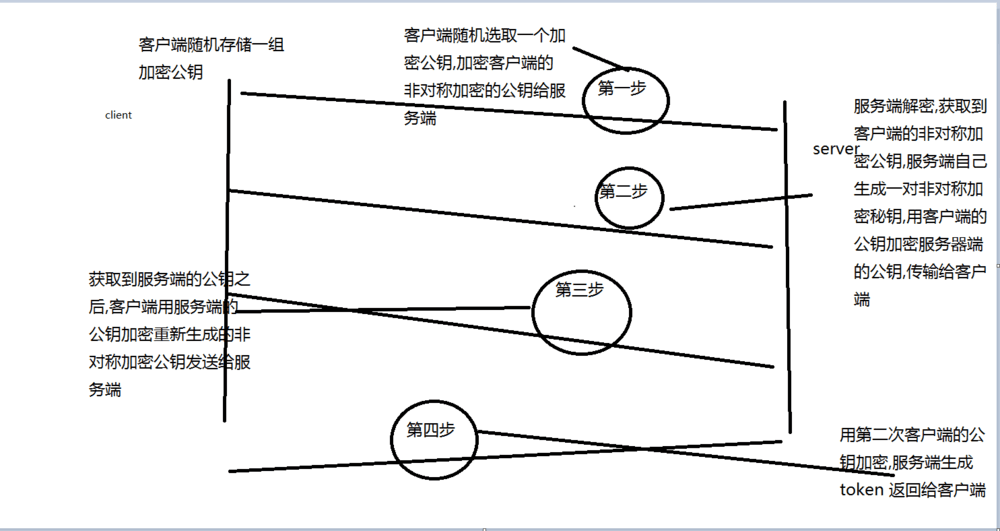 客户端随机存储一组
加密公钥
client
客户端随机选取一个加
密公钥,加密客户端的
非对称加密的公钥给服
务端
第一步
server
服务端解密,获取到
客户端的非对称加
密公钥,服务端自己
生成一对非对称加
密秘钥,用客户端的
公钥加密服务器端
的公钥,传输给客户
端
第二步
获取到服务端的公钥之
后,客户端用服务端的
公钥加密重新生成的非
对称加密公钥发送给服
务端
第三步
第四步
用第二次客户端的公
钥加密,服务端生成
token 返回给客户端